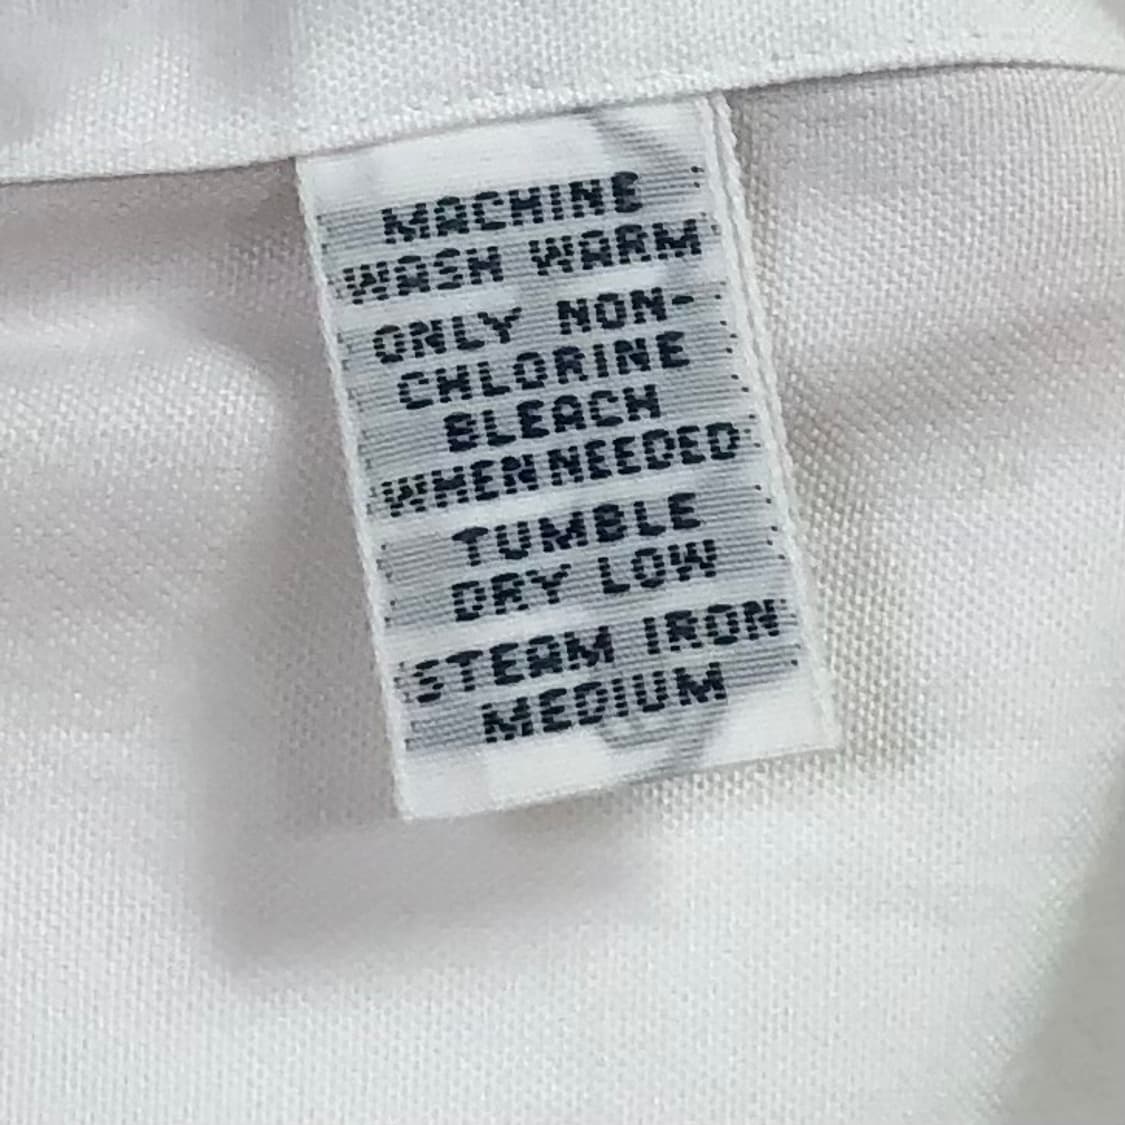 MACHINE
WASH WARM
ONLY NON-
CHLORINE
BLEACH
WHEN NEEDED
TUMBLE
DRY LOW
STEAM IRON
MEDIUM